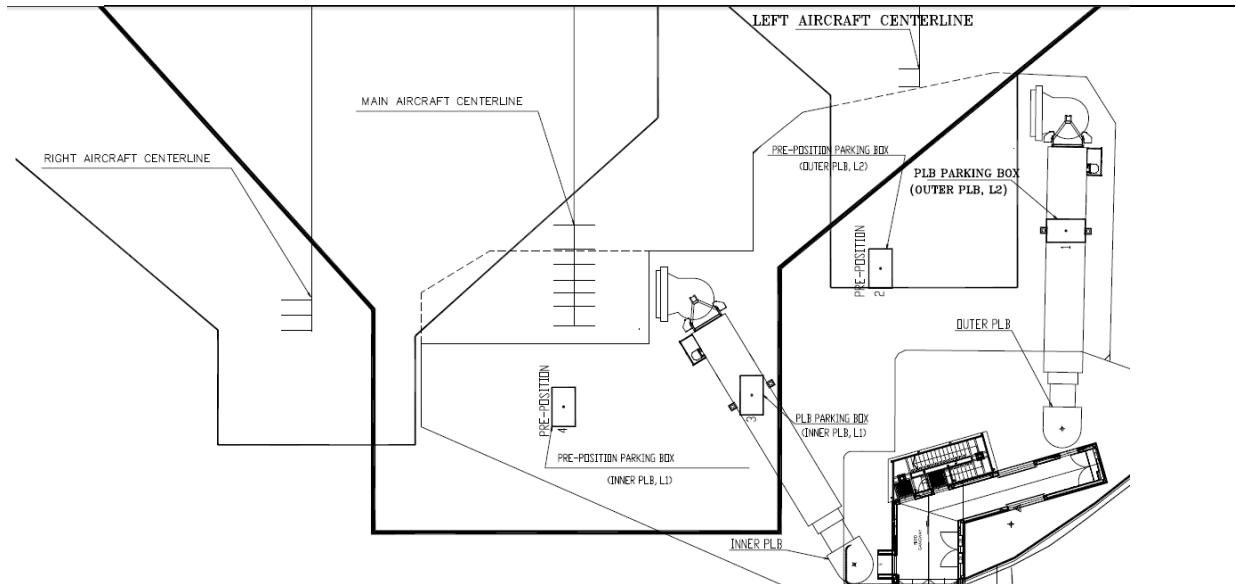 LEFT AIRCRAFT CENTERLINE
MAIN AIRCRAFT CENTERLINE
RIGHT AIRCRAFT CENTERLINE
PRE-POSITION PARKING BOX
(OUTER PLB, L2)
PLB PARKING BOX
(OUTER PLB, L2)
PRE-POSITION
2
1
OUTER PLB
PRE-POSITION
4
3
PLB PARKING BOX
(INNER PLB, L1)
PRE-POSITION PARKING BOX
(INNER PLB, L1)
INNER PLB